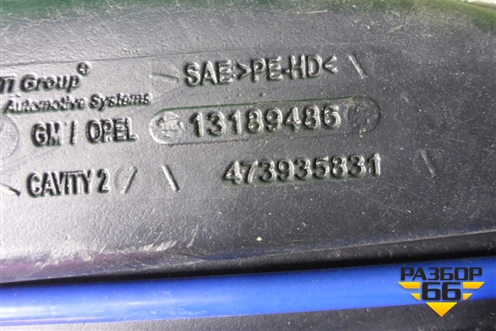 TI Group
SAE>PE-HD<
Automotive Systems
GM / OPEL 13189486
CAVITY 2 473935831
РАЗБОР
66